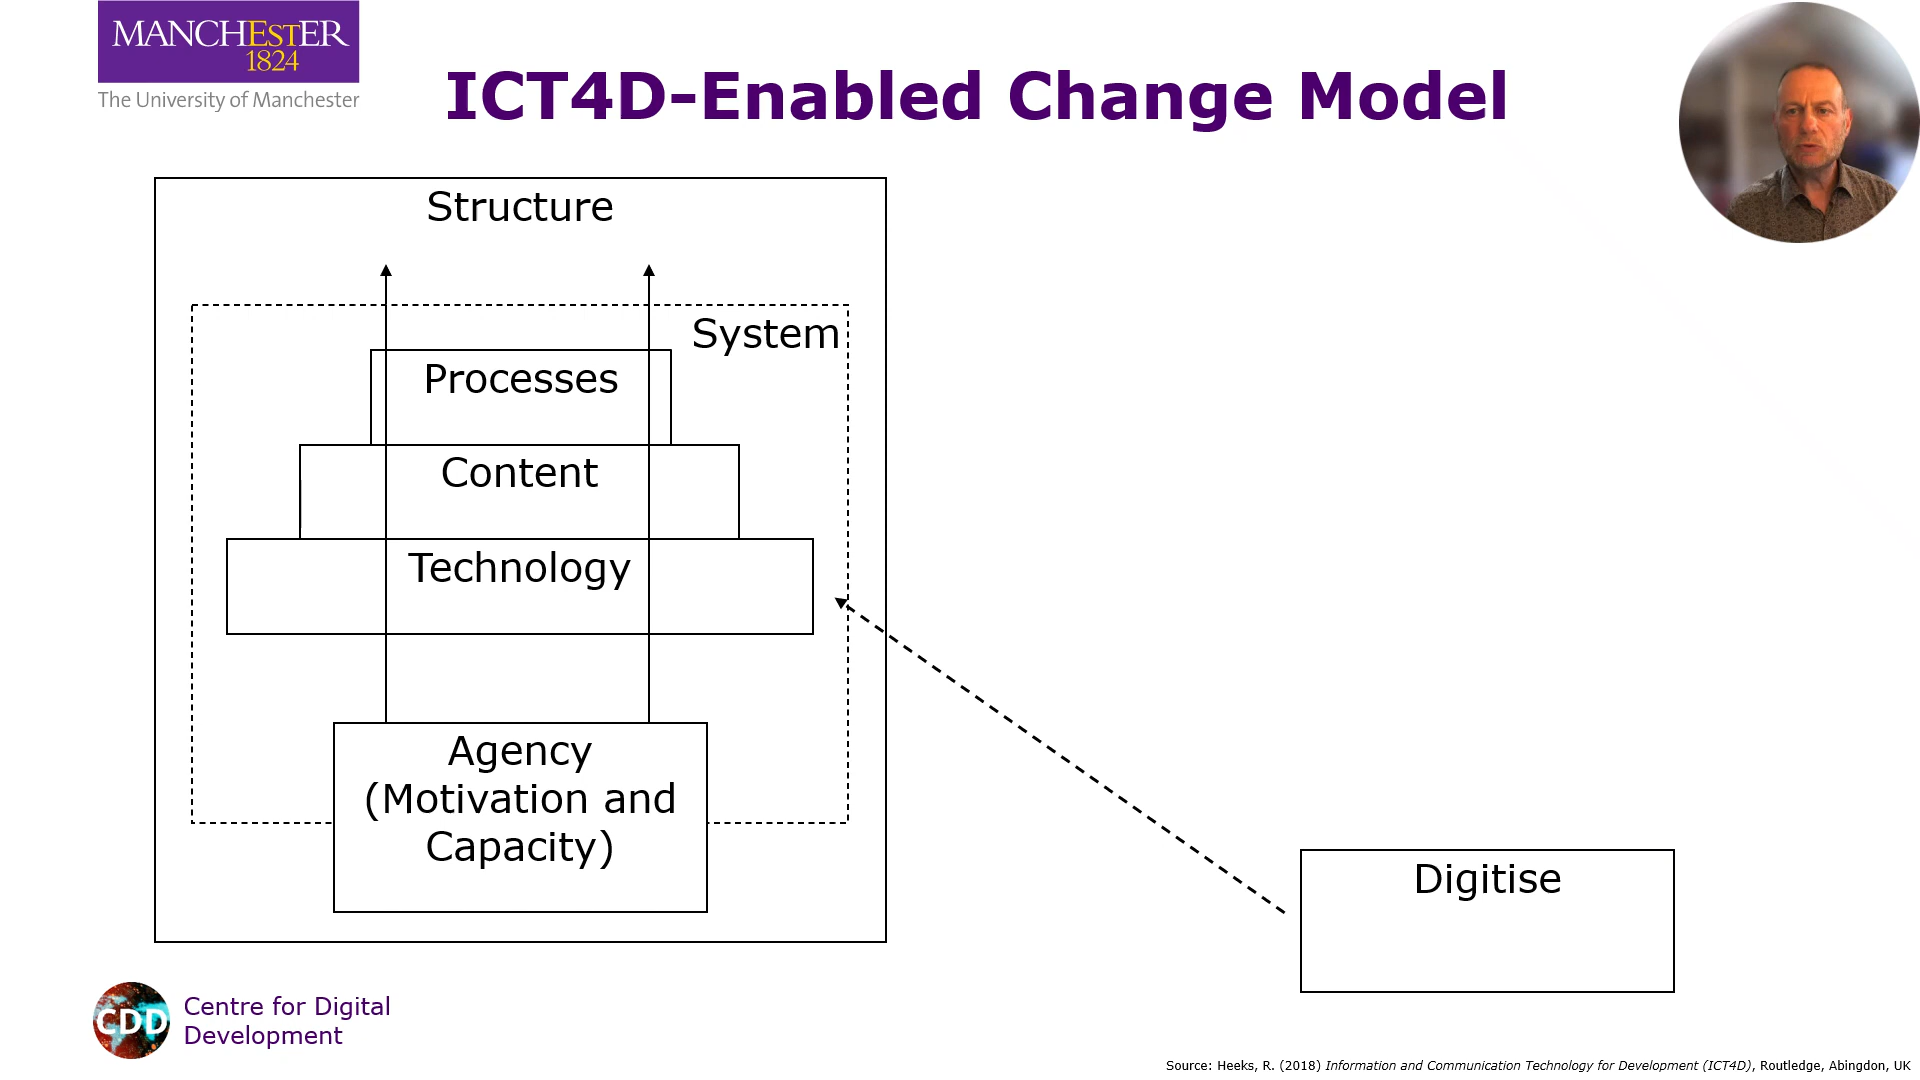 MANCHESTER
1824
The University of Manchester
ICT4D-Enabled Change Model
Structure
System
Processes
Content
Technology
Agency
(Motivation and
Capacity)
Digitise
CDD
Centre for Digital
Development
Source: Heeks, R. (2018) Information and Communication Technology for Development (ICT4D), Routledge, Abingdon, UK